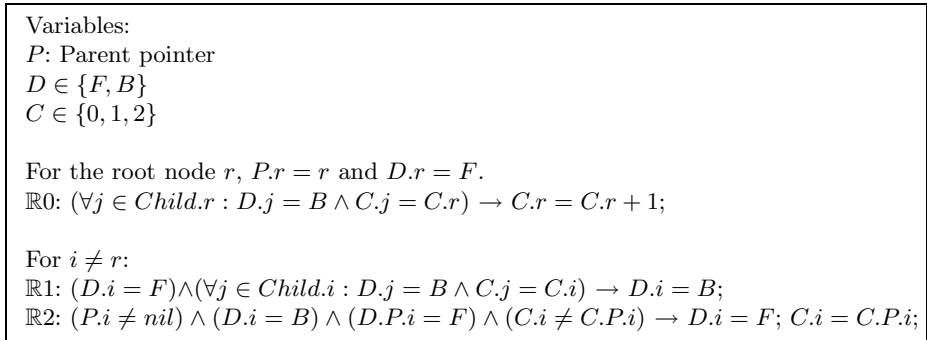 Variables:
P: Parent pointer
D ∈ {F, B}
C ∈ {0, 1, 2}
For the root node r, P.r = r and D.r = F.
ℝ0: (∀j ∈ Child.r : D.j = B ∧ C.j = C.r) → C.r = C.r + 1;
For i ≠ r:
ℝ1: (D.i = F)∧(∀j ∈ Child.i : D.j = B ∧ C.j = C.i) → D.i = B;
ℝ2: (P.i ≠ nil) ∧ (D.i = B) ∧ (D.P.i = F) ∧ (C.i ≠ C.P.i) → D.i = F; C.i = C.P.i;